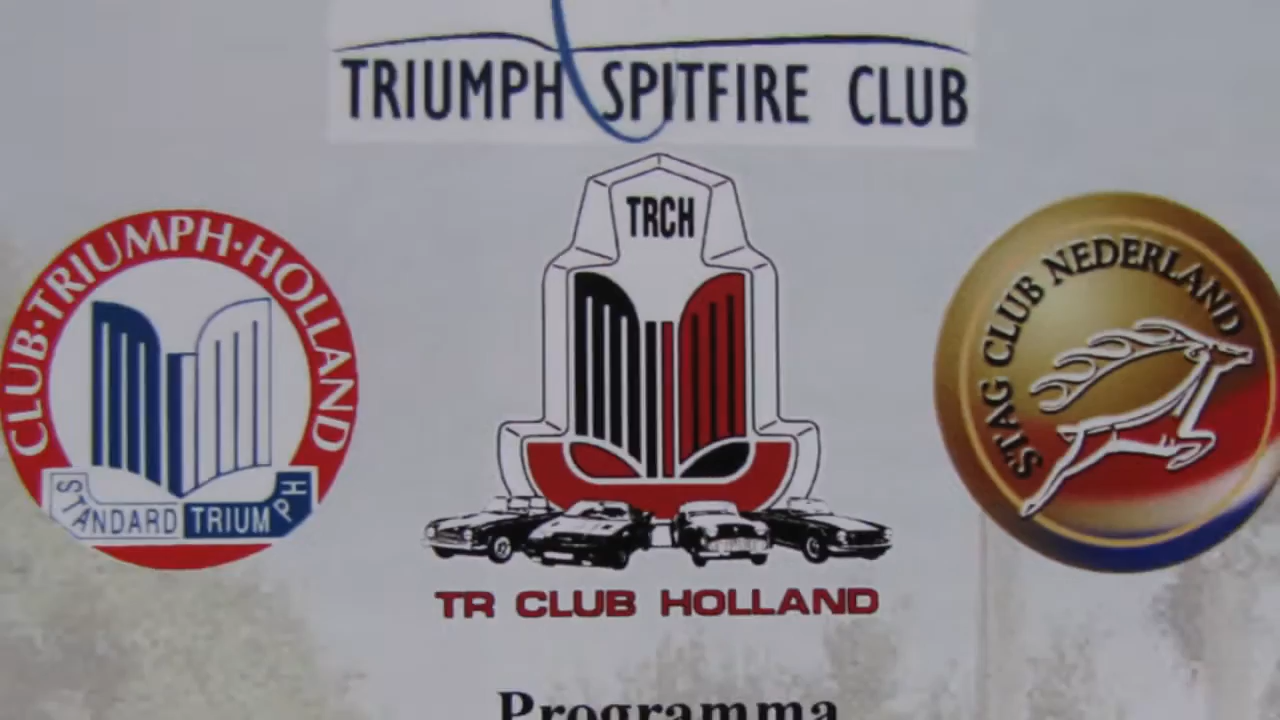 TRIUMPH SPITFIRE CLUB
TRCH
CLUB·TRIUMPH·HOLLAND
STANDARD TRIUMPH
STAG CLUB NEDERLAND
TR CLUB HOLLAND
Programma